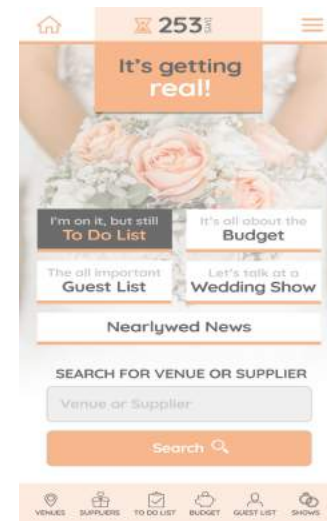 253 DAYS
It's getting
real!
I'm on it, but still
To Do List
It's all about the
Budget
The all important
Guest List
Let's talk at a
Wedding Show
Nearlywed News
SEARCH FOR VENUE OR SUPPLIER
Venue or Supplier
Search
VENUES SUPPLIERS TO DO LIST BUDGET GUEST LIST SHOWS